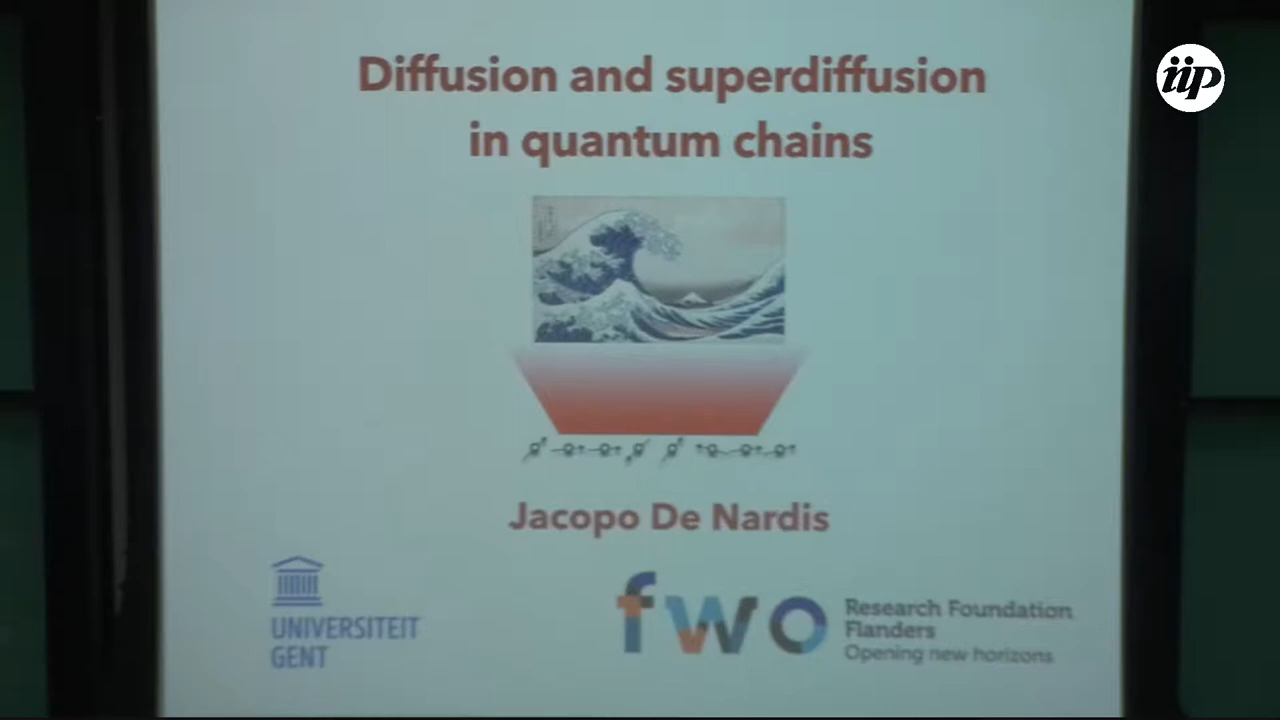 iip
Diffusion and superdiffusion
in quantum chains
Jacopo De Nardis
UNIVERSITEIT
GENT
fwo
Research Foundation
Flanders
Opening new horizons